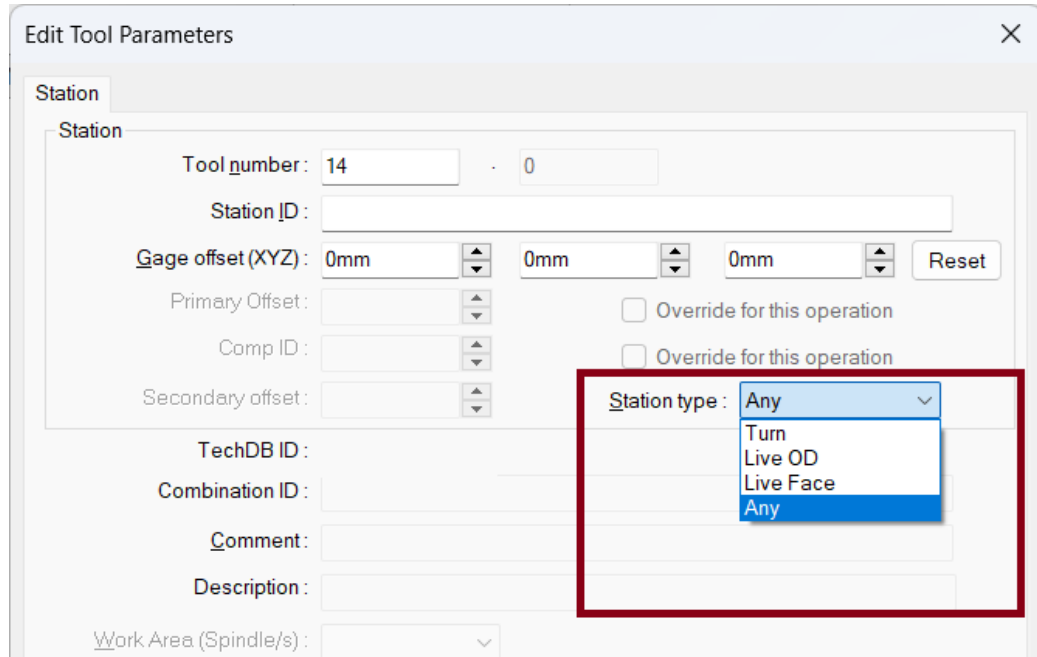 Edit Tool Parameters
Station
Station
Tool number : 14 . 0
Station ID :
Gage offset (XYZ) : 0mm 0mm 0mm Reset
Primary Offset : Override for this operation
Comp ID : Override for this operation
Secondary offset : Station type : Any
Turn
TechDB ID : Live OD
Combination ID : Live Face
Any
Comment :
Description :
Work Area (Spindle/s) :